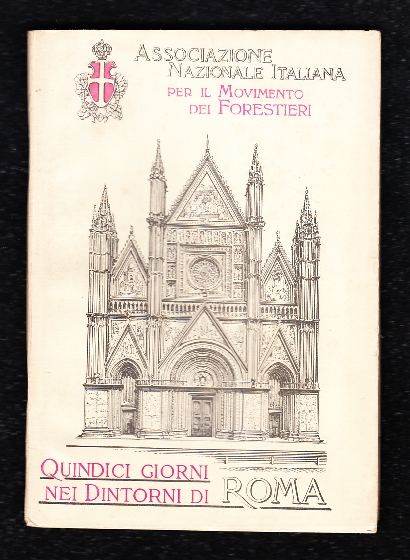 ASSOCIAZIONE
NAZIONALE ITALIANA
PER IL MOVIMENTO
DEI FORESTIERI
QUINDICI GIORNI
NEI DINTORNI DI ROMA